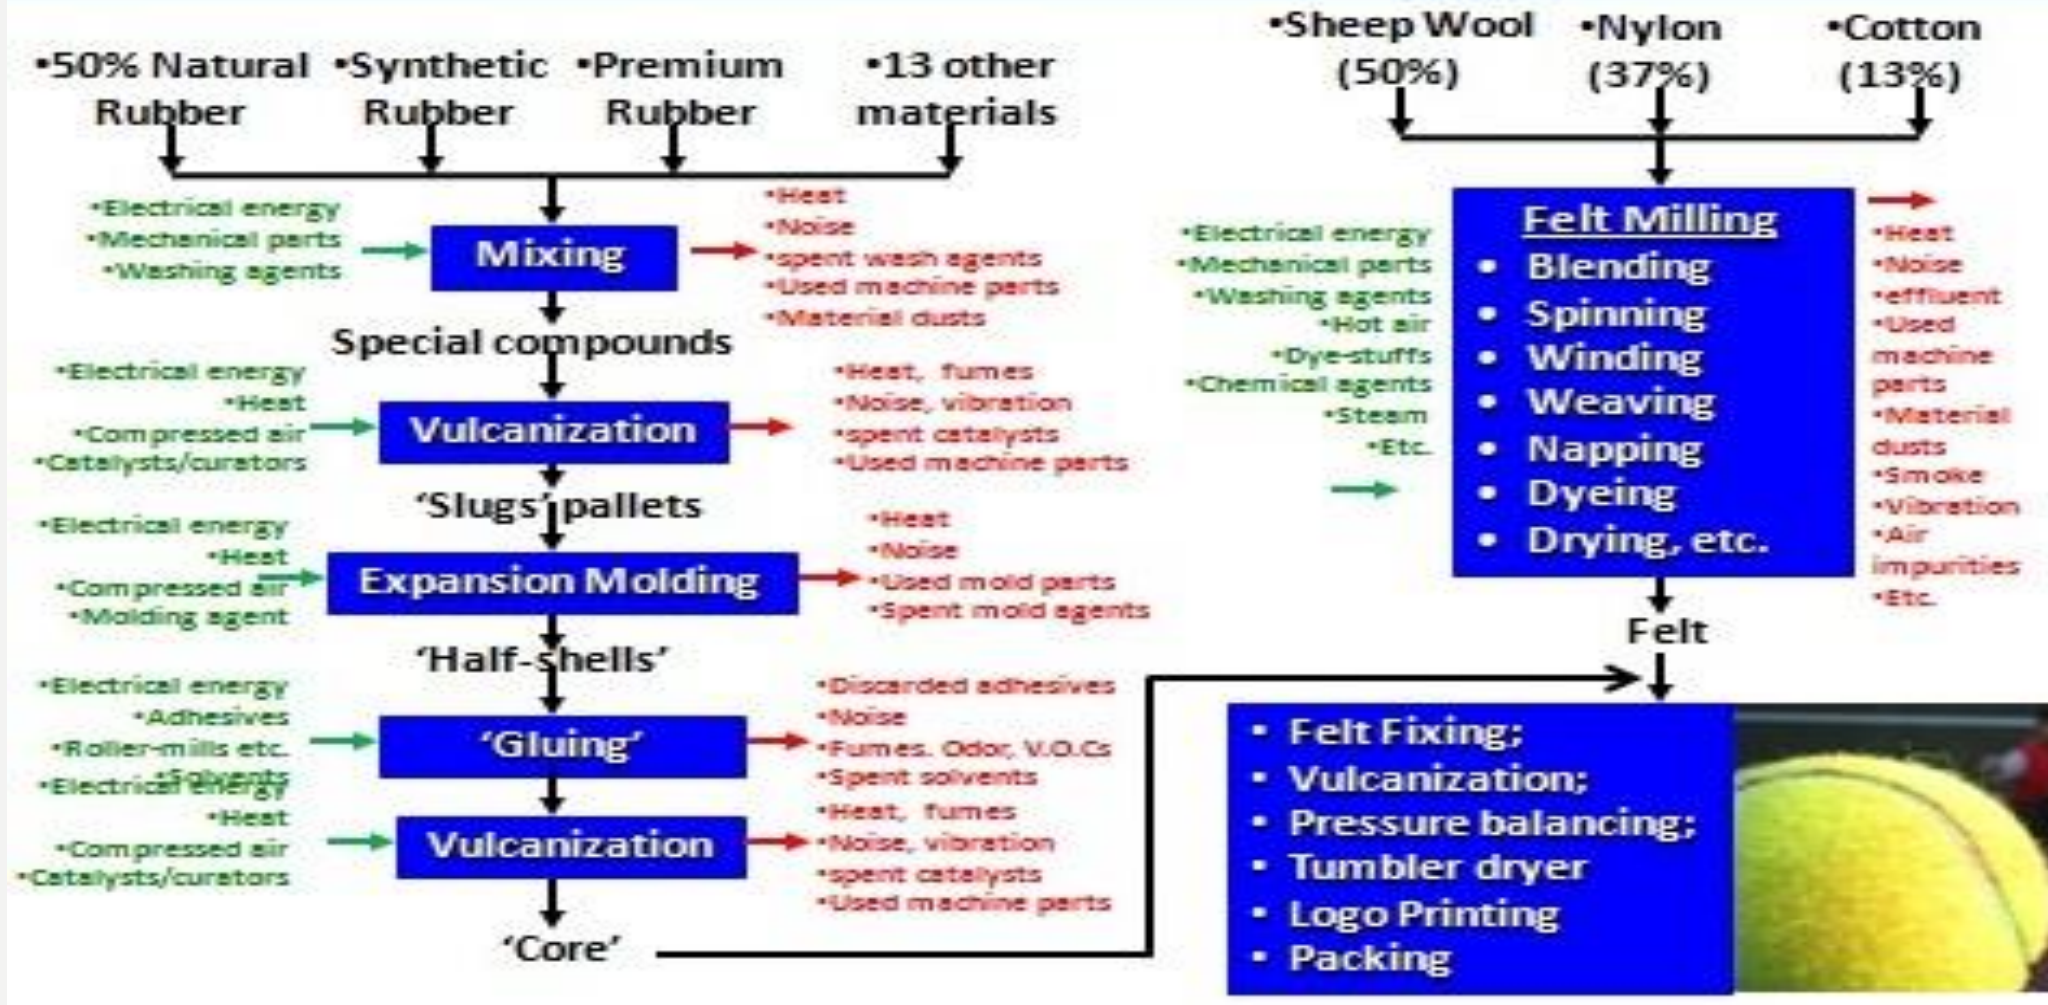 •50% Natural Rubber
•Synthetic Rubber
•Premium Rubber
•13 other materials
•Electrical energy
•Mechanical parts
•Washing agents
Mixing
•Heat
•Noise
•spent wash agents
•Used machine parts
•Material dusts
Special compounds
•Electrical energy
•Heat
•Compressed air
•Catalysts/curators
Vulcanization
•Heat, fumes
•Noise, vibration
•spent catalysts
•Used machine parts
‘Slugs’ pallets
•Electrical energy
•Heat
•Compressed air
•Molding agent
Expansion Molding
•Heat
•Noise
•Used mold parts
•Spent mold agents
‘Half-shells’
•Electrical energy
•Adhesives
•Roller-mills etc.
•Solvents
‘Gluing’
•Discarded adhesives
•Noise
•Fumes. Odor, V.O.Cs
•Spent solvents
•Electrical energy
•Heat
•Compressed air
•Catalysts/curators
Vulcanization
•Heat, fumes
•Noise, vibration
•spent catalysts
•Used machine parts
‘Core’
•Sheep Wool (50%)
•Nylon (37%)
•Cotton (13%)
•Electrical energy
•Mechanical parts
•Washing agents
•Hot air
•Dye-stuffs
•Chemical agents
•Steam
•Etc.
Felt Milling
• Blending
• Spinning
• Winding
• Weaving
• Napping
• Dyeing
• Drying, etc.
•Heat
•Noise
•effluent
•Used
machine
parts
•Material
dusts
•Smoke
•Vibration
•Air
impurities
•Etc.
Felt
• Felt Fixing;
• Vulcanization;
• Pressure balancing;
• Tumbler dryer
• Logo Printing
• Packing